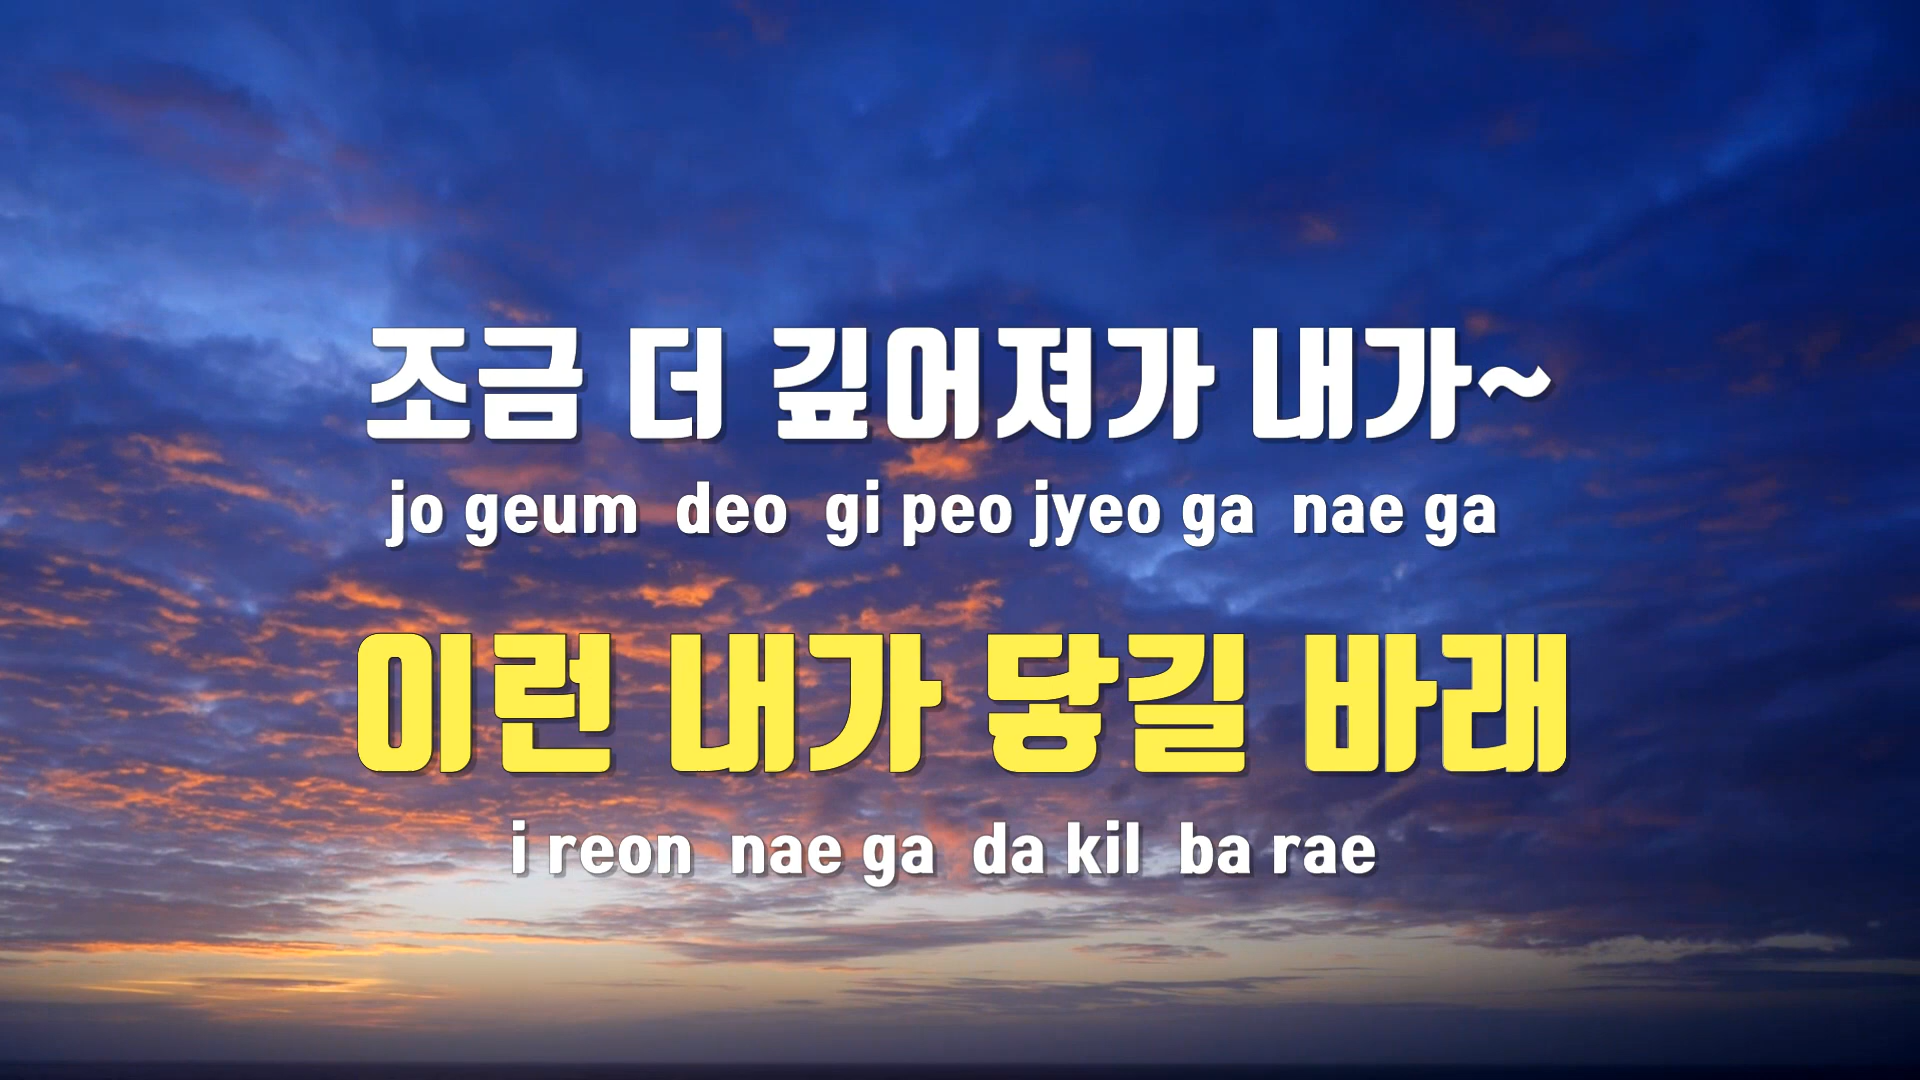 조금 더 깊어져가 내가~
jo geum deo gi peo jyeo ga nae ga
이런 내가 닿길 바래
i reon nae ga da kil ba rae